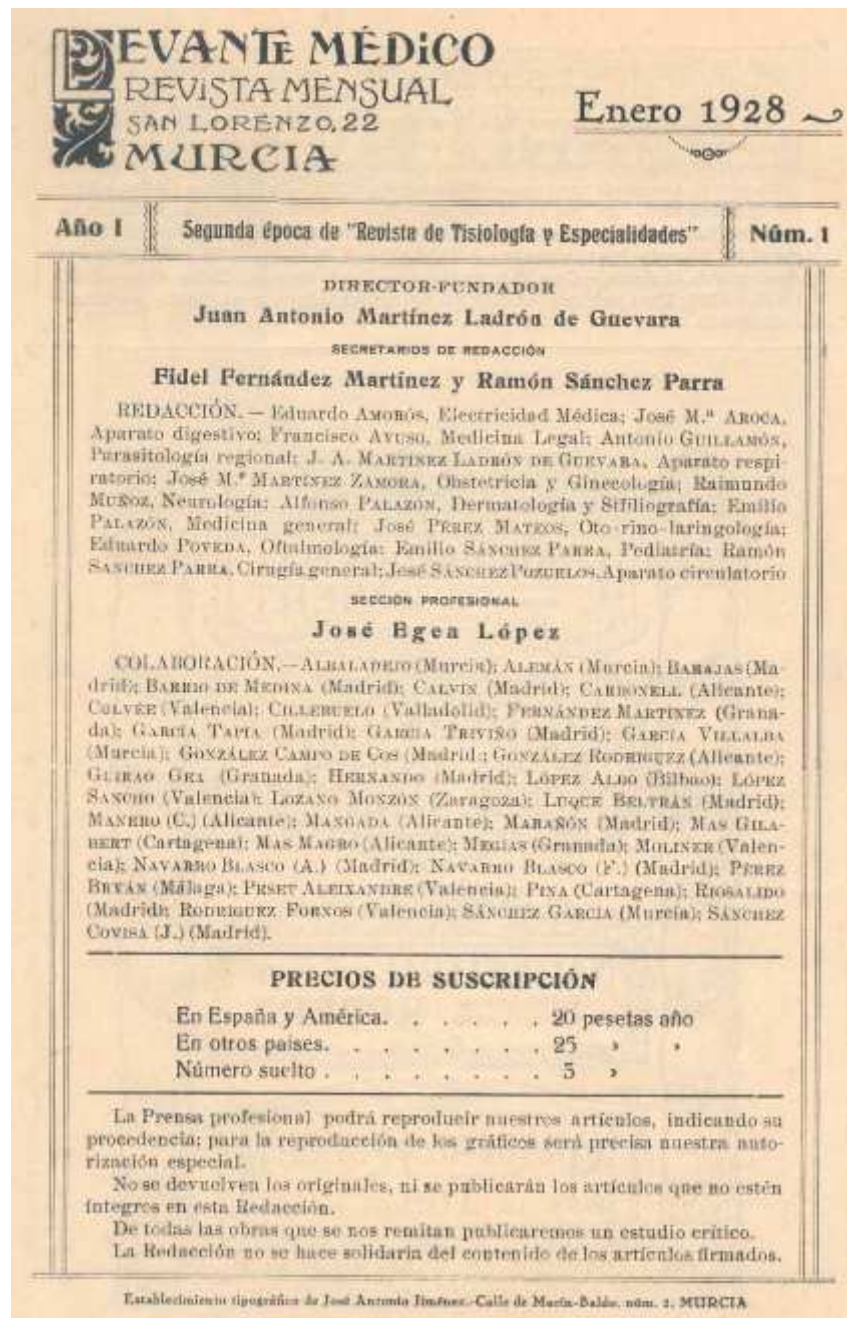 LEVANTE MÉDiCO
REViSTA MENSUAL
SAN LORENZO, 22
MURCIA
Enero 1928
Año I
Segunda época de "Revista de Tisiología y Especialidades"
Núm. 1
DIRECTOR-FUNDADOR
Juan Antonio Martínez Ladrón de Guevara
SECRETARIOS DE REDACCIÓN
Fidel Fernández Martínez y Ramón Sánchez Parra
REDACCIÓN. — Eduardo AMORÓS, Electricidad Médica; José M.ª AROCA,
Aparato digestivo; Francisco AYUSO, Medicina Legal; Antonio GUILLAMÓN,
Parasitología regional; J. A. MARTINEZ LADRÓN DE GUEVARA, Aparato respi-
ratorio; José M.ª MARTINEZ ZAMORA, Obstetricia y Ginecología; Raimundo
MUÑOZ, Neurología; Alfonso PALAZÓN, Dermatología y Sifiliografía; Emilio
PALAZÓN, Medicina general; José PÉREZ MATEOS, Oto-rino-laringología;
Eduardo POVEDA, Oftalmología; Emilio SÁNCHEZ PARRA, Pediatría; Ramón
SÁNCHEZ PARRA, Cirugía general; José SÁNCHEZ POZUELOS, Aparato circulatorio
SECCIÓN PROFESIONAL
José Egea López
COLABORACIÓN.—ALBALADEJO (Murcia); ALEMÁN (Murcia); BARAJAS (Ma-
drid); BARRIO DE MEDINA (Madrid); CALVIN (Madrid); CARBONELL (Alicante);
COLVÉE (Valencia); CILLERUELO (Valladolid); FERNÁNDEZ MARTINEZ (Grana-
da); GARCÍA TAPIA (Madrid); GARCÍA TRIVIÑO (Madrid); GARCÍA VILLALBA
(Murcia); GONZÁLEZ CAMPO DE COS (Madrid); GONZÁLEZ RODRIGUEZ (Alicante);
GUIRAO GEA (Granada); HERNANDO (Madrid); LÓPEZ ALBO (Bilbao); LÓPEZ
SANCHO (Valencia); LOZANO MONZÓN (Zaragoza); LUQUE BELTRÁN (Madrid);
MANERO (C.) (Alicante); MANGADA (Alicante); MARAÑÓN (Madrid); MAS GILA-
BERT (Cartagena); MAS MAGRO (Alicante); MEGIAS (Granada); MOLINER (Valen-
cia); NAVARRO BLASCO (A.) (Madrid); NAVARRO BLASCO (F.) (Madrid); PÉREZ
BRYÁN (Málaga); PESET ALEIXANDRE (Valencia); PINA (Cartagena); RIOSALIDO
(Madrid); RODRIGUEZ FORNOS (Valencia); SÁNCHEZ GARCIA (Murcia); SÁNCHEZ
COVISA (J.) (Madrid).
PRECIOS DE SUSCRIPCIÓN
En España y América. . . . . . 20 pesetas año
En otros paises. . . . . . . . 25 » »
Número suelto . . . . . . . . 3 »
La Prensa profesional podrá reproducir nuestros artículos, indicando su
procedencia; para la reproducción de los gráficos será precisa nuestra auto-
rización especial.
No se devuelven los originales, ni se publicarán los artículos que no estén
íntegros en esta Redacción.
De todas las obras que se nos remitan publicaremos un estudio crítico.
La Redacción no se hace solidaria del contenido de los artículos firmados.
Establecimiento tipográfico de José Antonio Jiménez.-Calle de María-Baldo, núm. 2, MURCIA